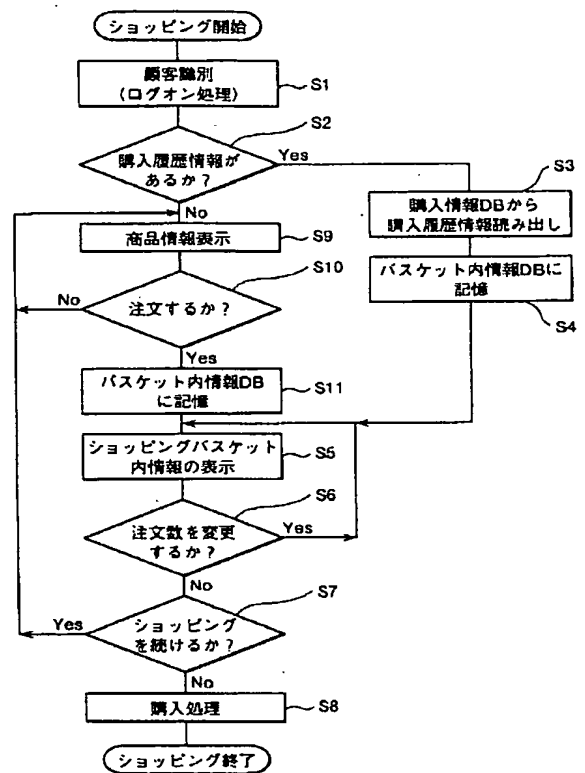 ショッピング開始
顧客識別
(ログオン処理)
S1
S2
購入履歴情報が
あるか？
Yes
No
S3
購入情報DBから
購入履歴情報読み出し
バスケット内情報DBに
記憶
S4
商品情報表示
S9
S10
注文するか？
No
Yes
バスケット内情報DB
に記憶
S11
ショッピングバスケット
内情報の表示
S5
S6
注文数を変更
するか？
Yes
No
S7
ショッピング
を続けるか？
Yes
No
購入処理
S8
ショッピング終了